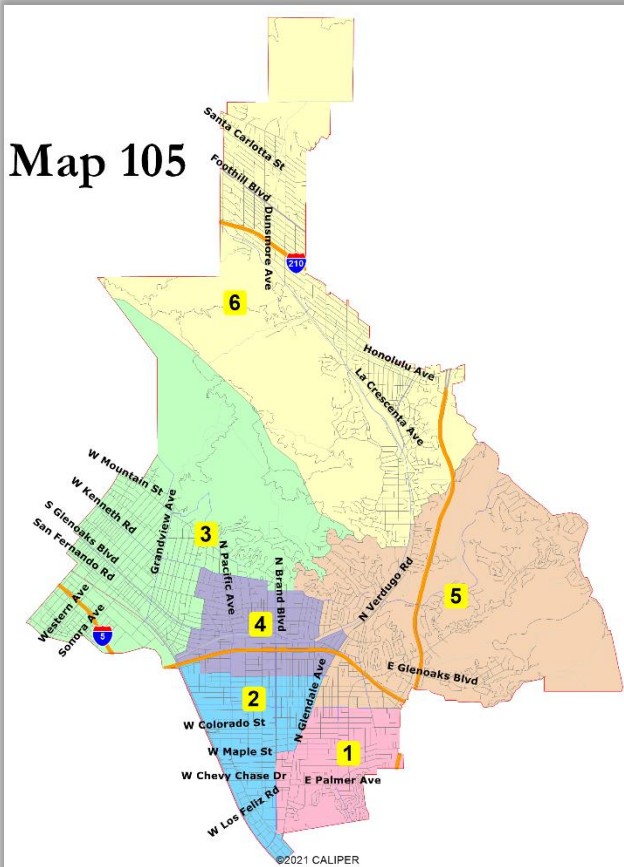 Map 105
Santa Carlotta St
Foothill Blvd
Dunsmore Ave
210
6
Honolulu Ave
La Crescenta Ave
W Mountain St
W Kenneth Rd
S Glenoaks Blvd
San Fernando Rd
Grandview Ave
3
N Pacific Ave
N Brand Blvd
N Verdugo Rd
5
Western Ave
Sonora Ave
5
4
E Glenoaks Blvd
2
N Glendale Ave
W Colorado St
W Maple St
1
W Chevy Chase Dr
E Palmer Ave
W Los Feliz Rd
©2021 CALIPER